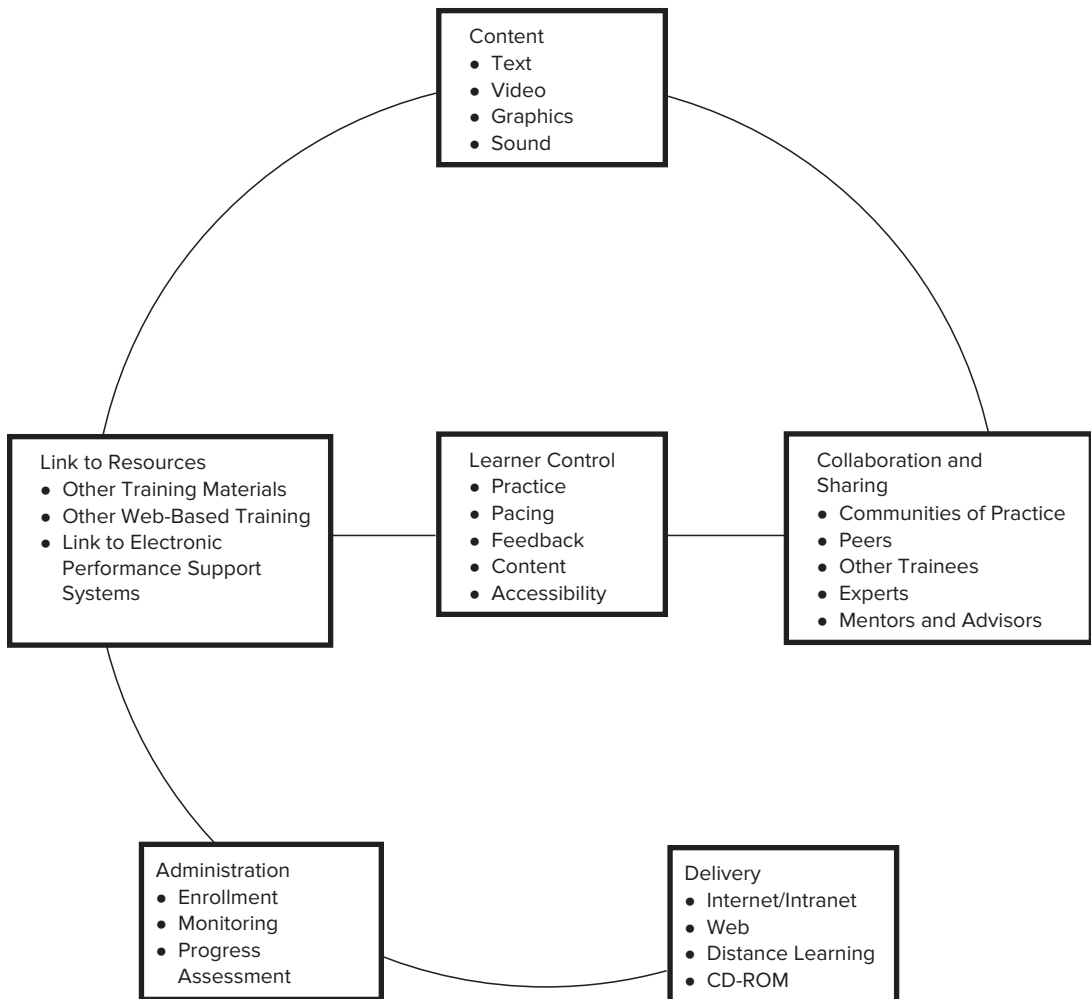 Content
● Text
● Video
● Graphics
● Sound
Link to Resources
● Other Training Materials
● Other Web-Based Training
● Link to Electronic
Performance Support
Systems
Learner Control
● Practice
● Pacing
● Feedback
● Content
● Accessibility
Collaboration and
Sharing
● Communities of Practice
● Peers
● Other Trainees
● Experts
● Mentors and Advisors
Administration
● Enrollment
● Monitoring
● Progress
Assessment
Delivery
● Internet/Intranet
● Web
● Distance Learning
● CD-ROM